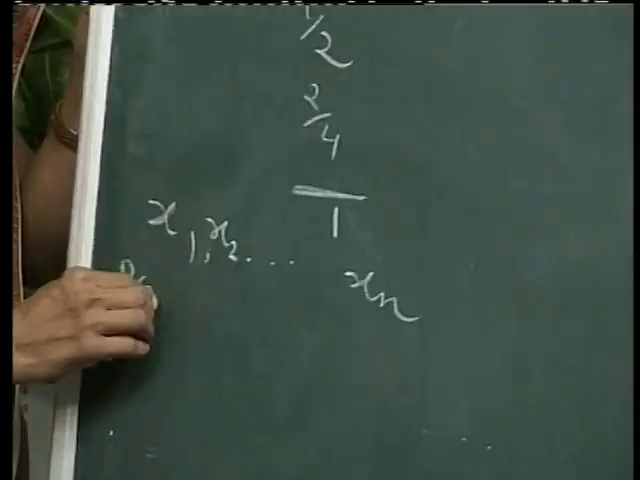 1/2
2/4
1
x₁, x₂ . . . xₙ